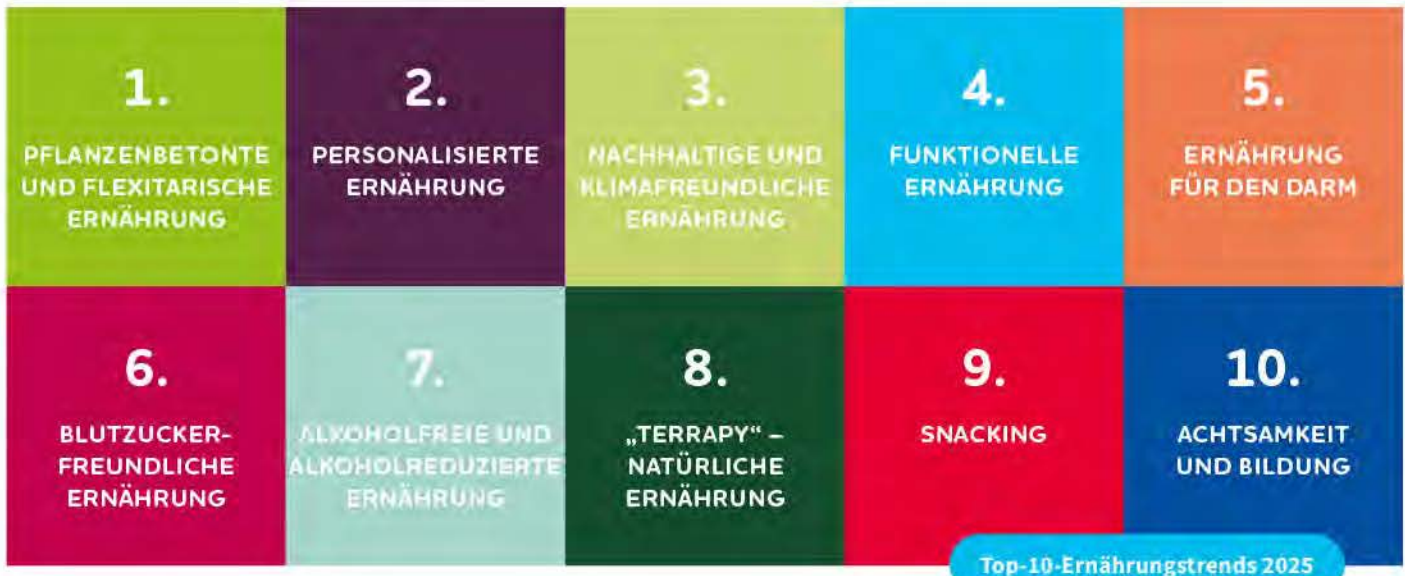 1.
PFLANZENBETONTE
UND FLEXITARISCHE
ERNÄHRUNG
2.
PERSONALISIERTE
ERNÄHRUNG
3.
NACHHALTIGE UND
KLIMAFREUNDLICHE
ERNÄHRUNG
4.
FUNKTIONELLE
ERNÄHRUNG
5.
ERNÄHRUNG
FÜR DEN DARM
6.
BLUTZUCKER-
FREUNDLICHE
ERNÄHRUNG
7.
ALKOHOLFREIE UND
ALKOHOLREDUZIERTE
ERNÄHRUNG
8.
„TERRAPY“ –
NATÜRLICHE
ERNÄHRUNG
9.
SNACKING
10.
ACHTSAMKEIT
UND BILDUNG
Top-10-Ernährungstrends 2025